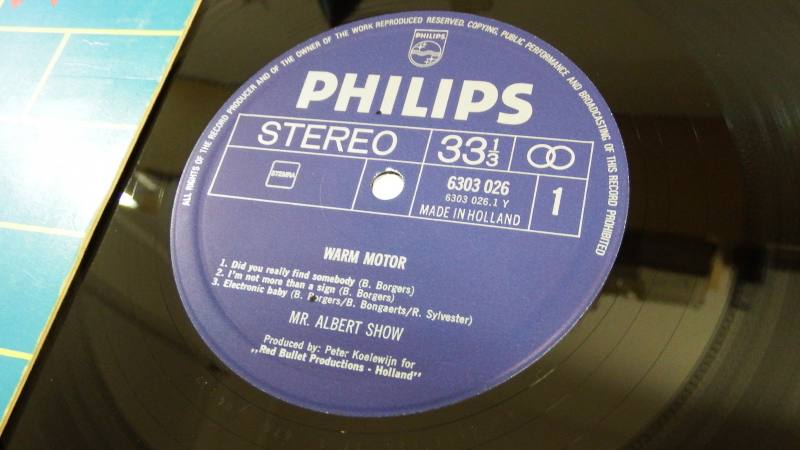 ALL RIGHTS OF THE RECORD PRODUCER AND OF THE OWNER OF THE WORK REPRODUCED RESERVED. COPYING, PUBLIC PERFORMANCE AND BROADCASTING OF THIS RECORD PROHIBITED
PHILIPS
PHILIPS
STEREO 33 1/3
STEMRA
6303 026
6303 026.1 Y
MADE IN HOLLAND
1
WARM MOTOR
1. Did you really find somebody (B. Borgers)
2. I'm not more than a sign (B. Borgers)
3. Electronic baby (B. Borgers/B. Bongaerts/R. Sylvester)
MR. ALBERT SHOW
Produced by: Peter Koelewijn for
„Red Bullet Productions - Holland"